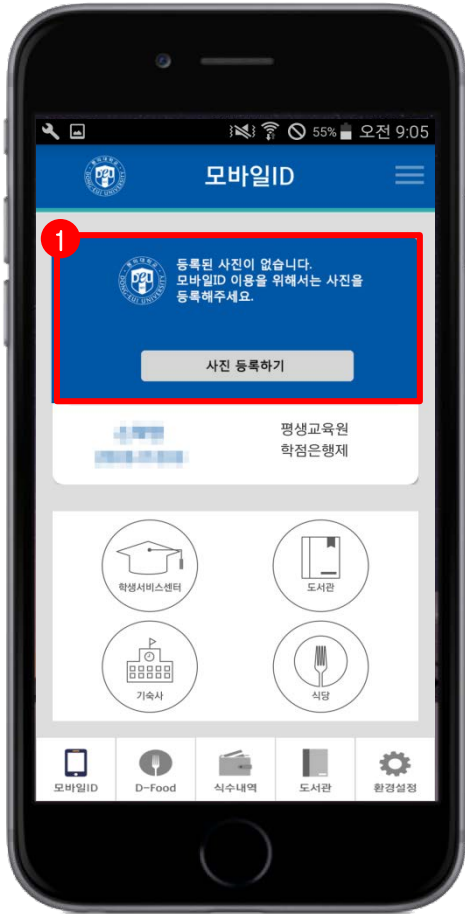 55% 오전 9:05
모바일ID
1
등록된 사진이 없습니다.
모바일ID 이용을 위해서는 사진을
등록해주세요.
사진 등록하기
평생교육원
학점은행제
학생서비스센터
도서관
기숙사
식당
모바일ID
D-Food
식수내역
도서관
환경설정